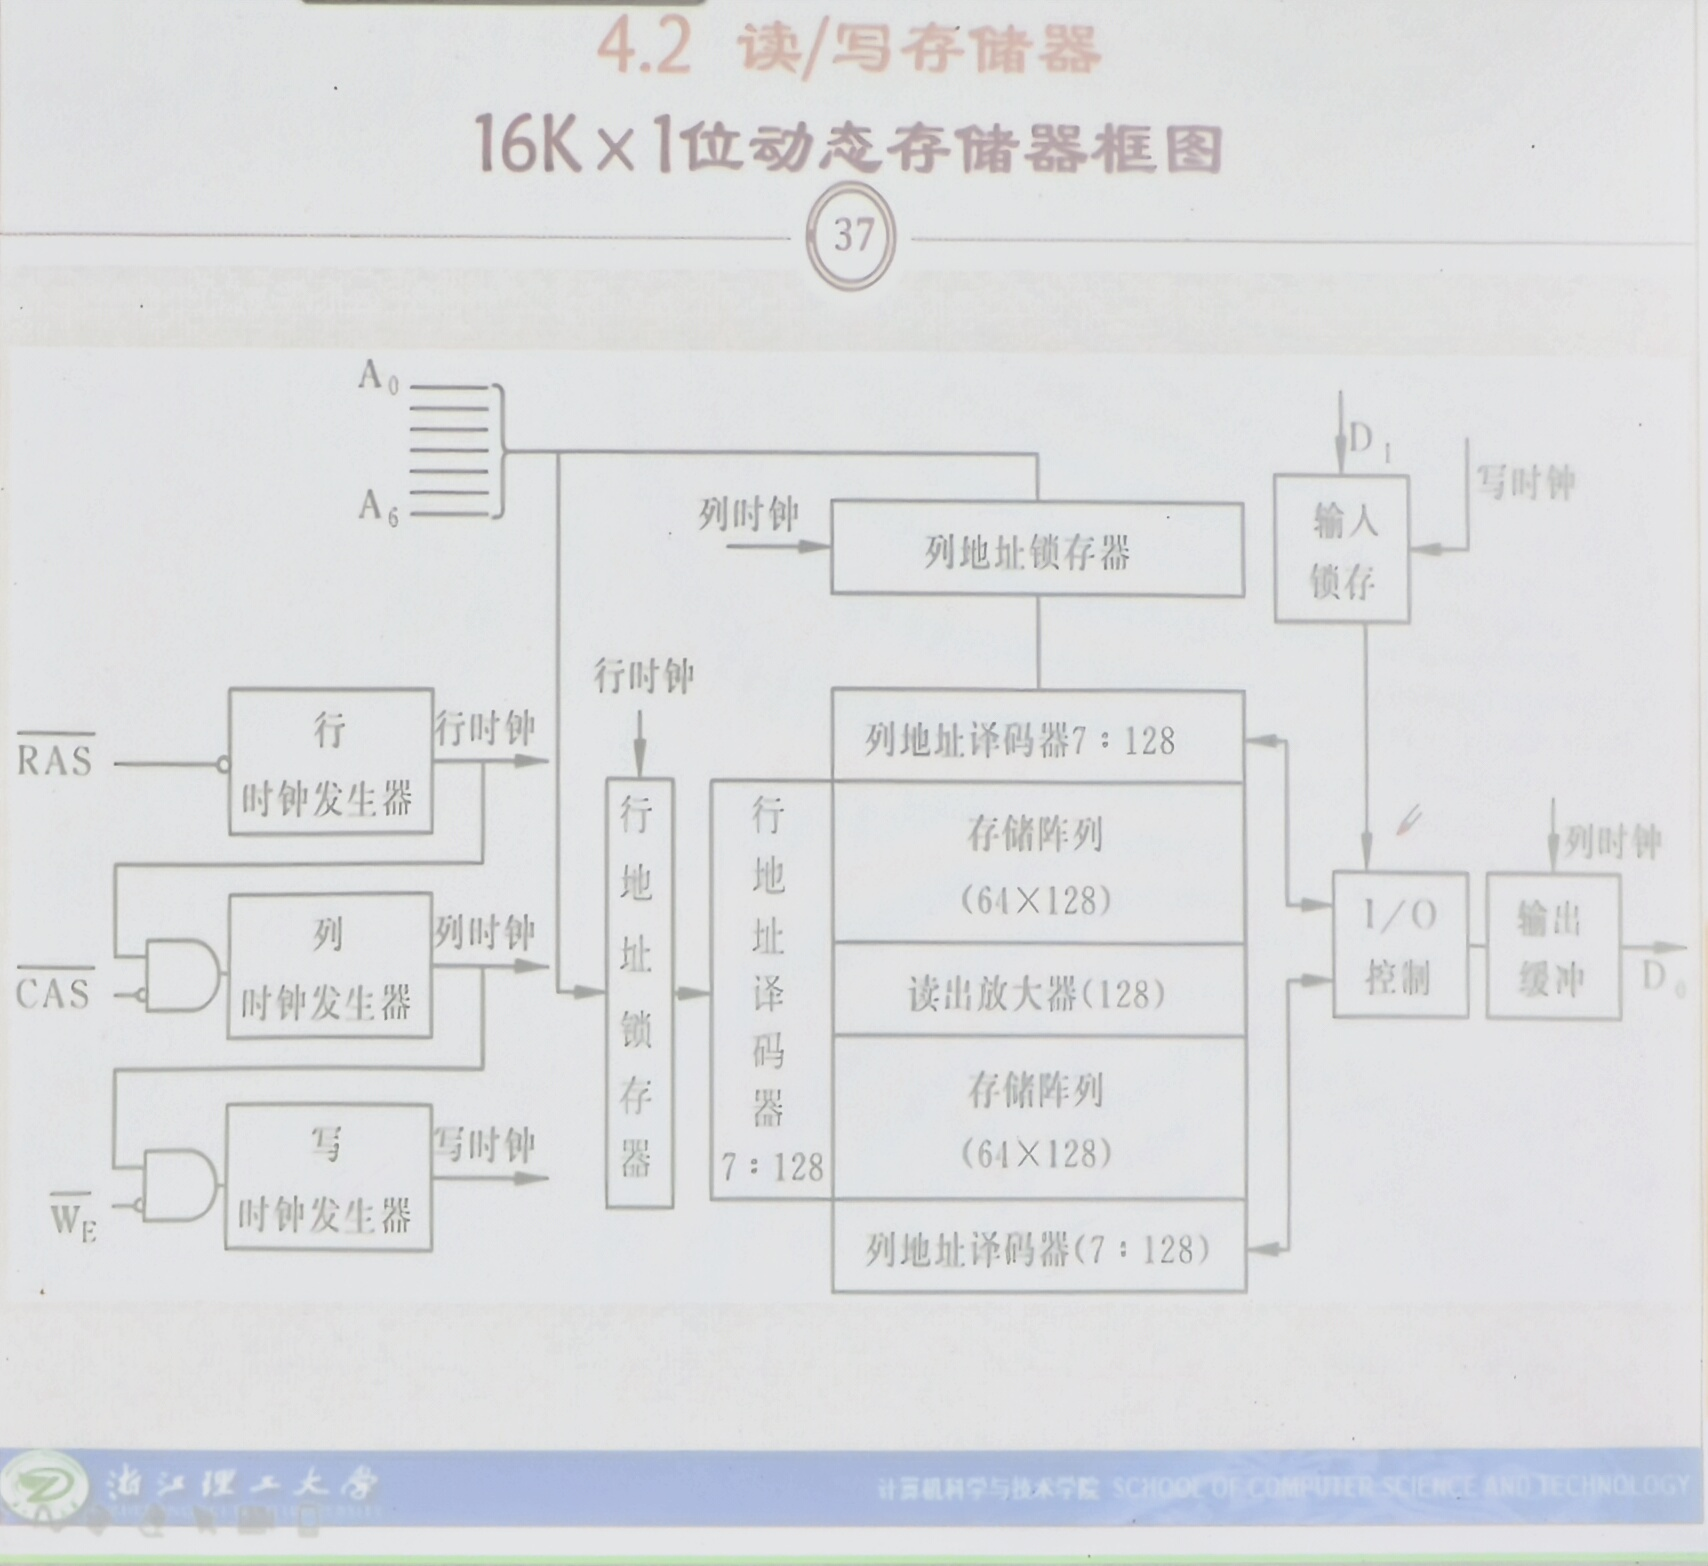 4.2 读/写存储器
16K×1位动态存储器框图
37
A0
A6
列时钟
列地址锁存器
D1
写时钟
输入
锁存
行时钟
RAS
行
时钟发生器
行时钟
列地址译码器7：128
行地址锁存器
行地址译码器
7：128
存储阵列
(64×128)
读出放大器(128)
存储阵列
(64×128)
列地址译码器(7：128)
CAS
列
时钟发生器
列时钟
WE
写
时钟发生器
写时钟
I/O
控制
列时钟
输出
缓冲
D0
浙江理工大学
计算机科学与技术学院 SCHOOL OF COMPUTER SCIENCE AND TECHNOLOGY